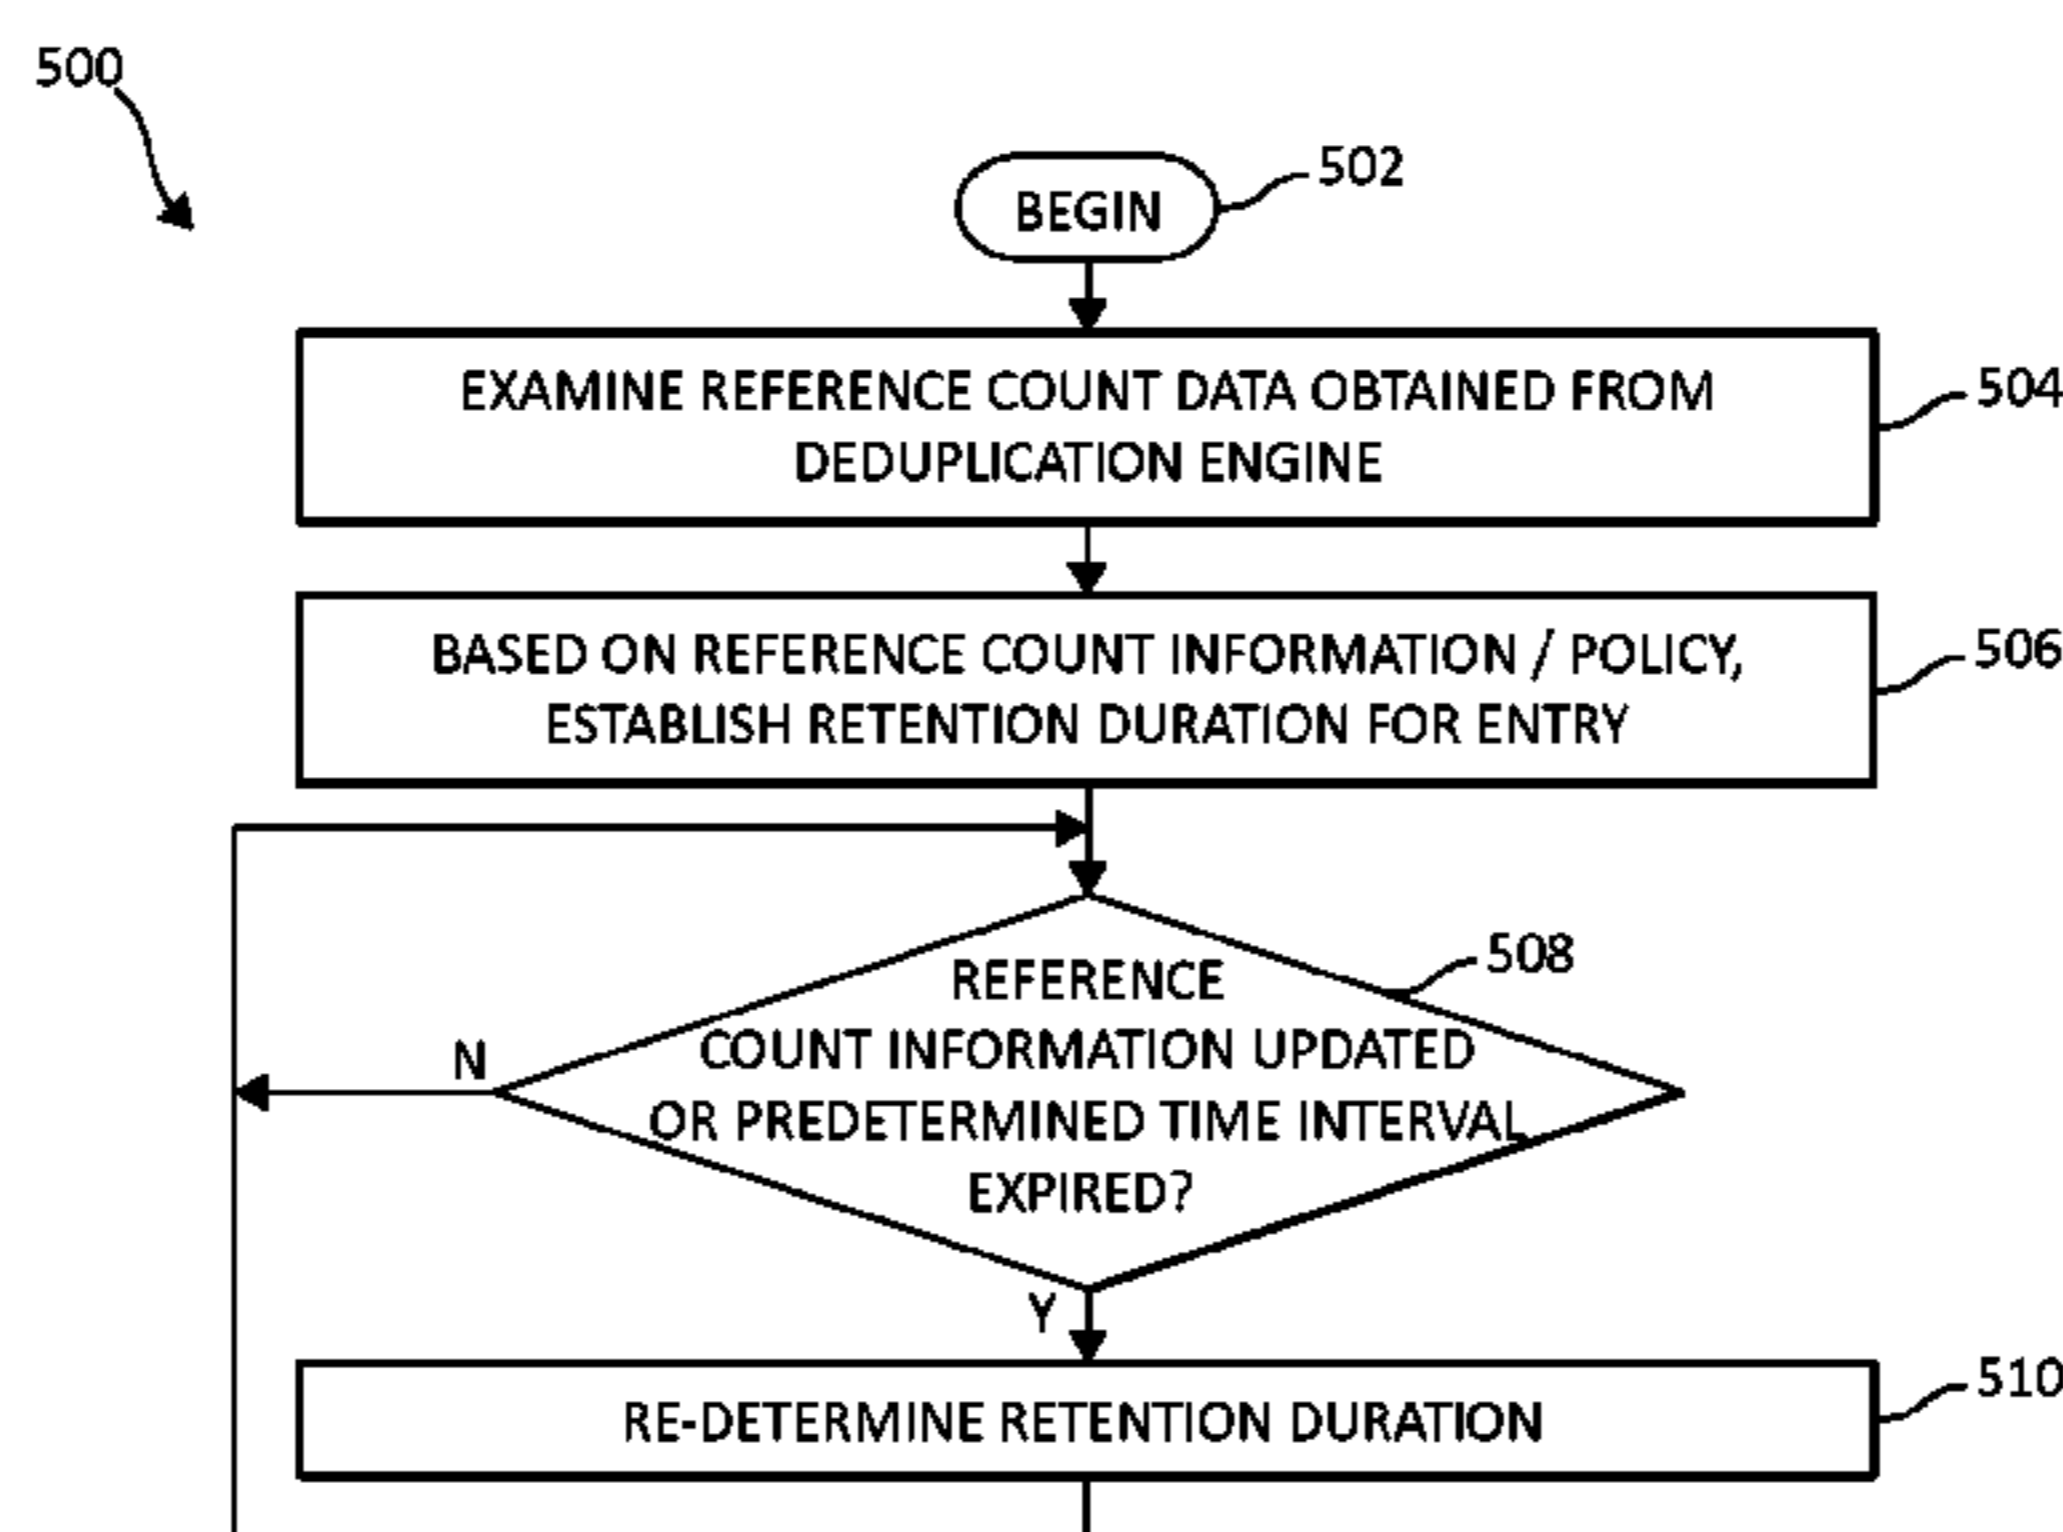 500
BEGIN
502
EXAMINE REFERENCE COUNT DATA OBTAINED FROM
DEDUPLICATION ENGINE
504
BASED ON REFERENCE COUNT INFORMATION / POLICY,
ESTABLISH RETENTION DURATION FOR ENTRY
506
REFERENCE
COUNT INFORMATION UPDATED
OR PREDETERMINED TIME INTERVAL
EXPIRED?
508
N
Y
RE-DETERMINE RETENTION DURATION
510